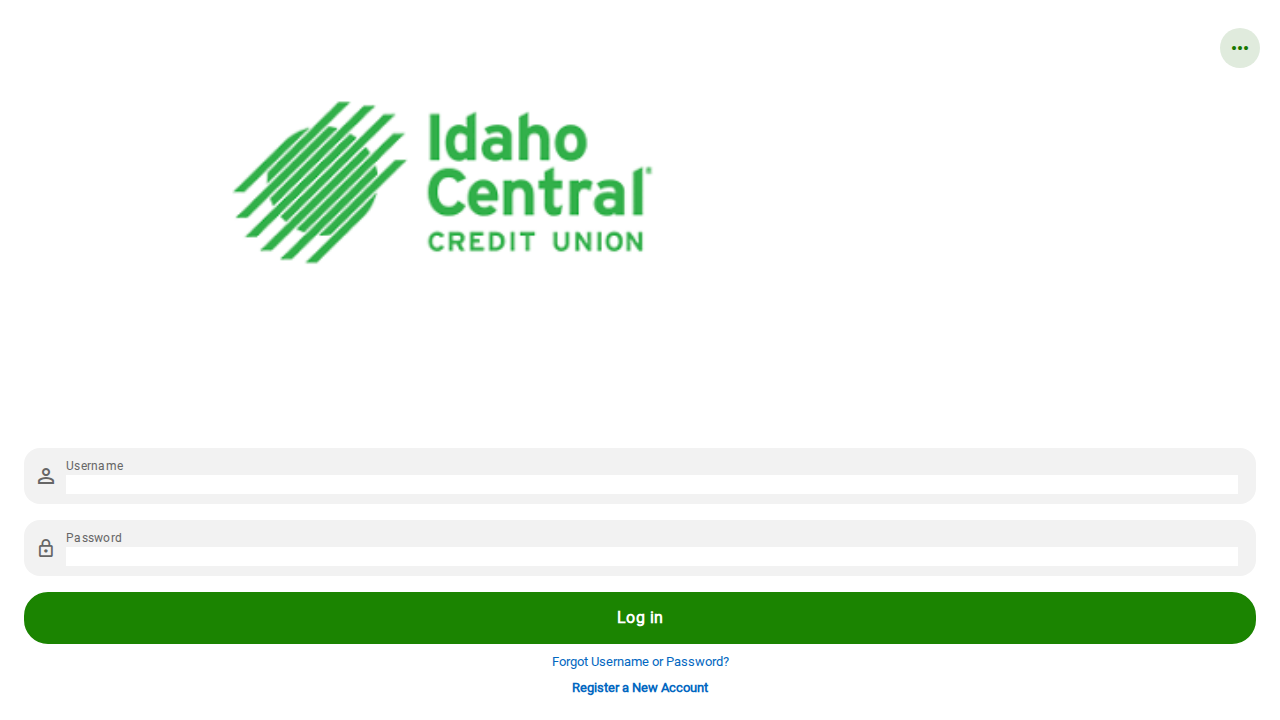 Idaho
Central®
CREDIT UNION
Username
Password
Log in
Forgot Username or Password?
Register a New Account